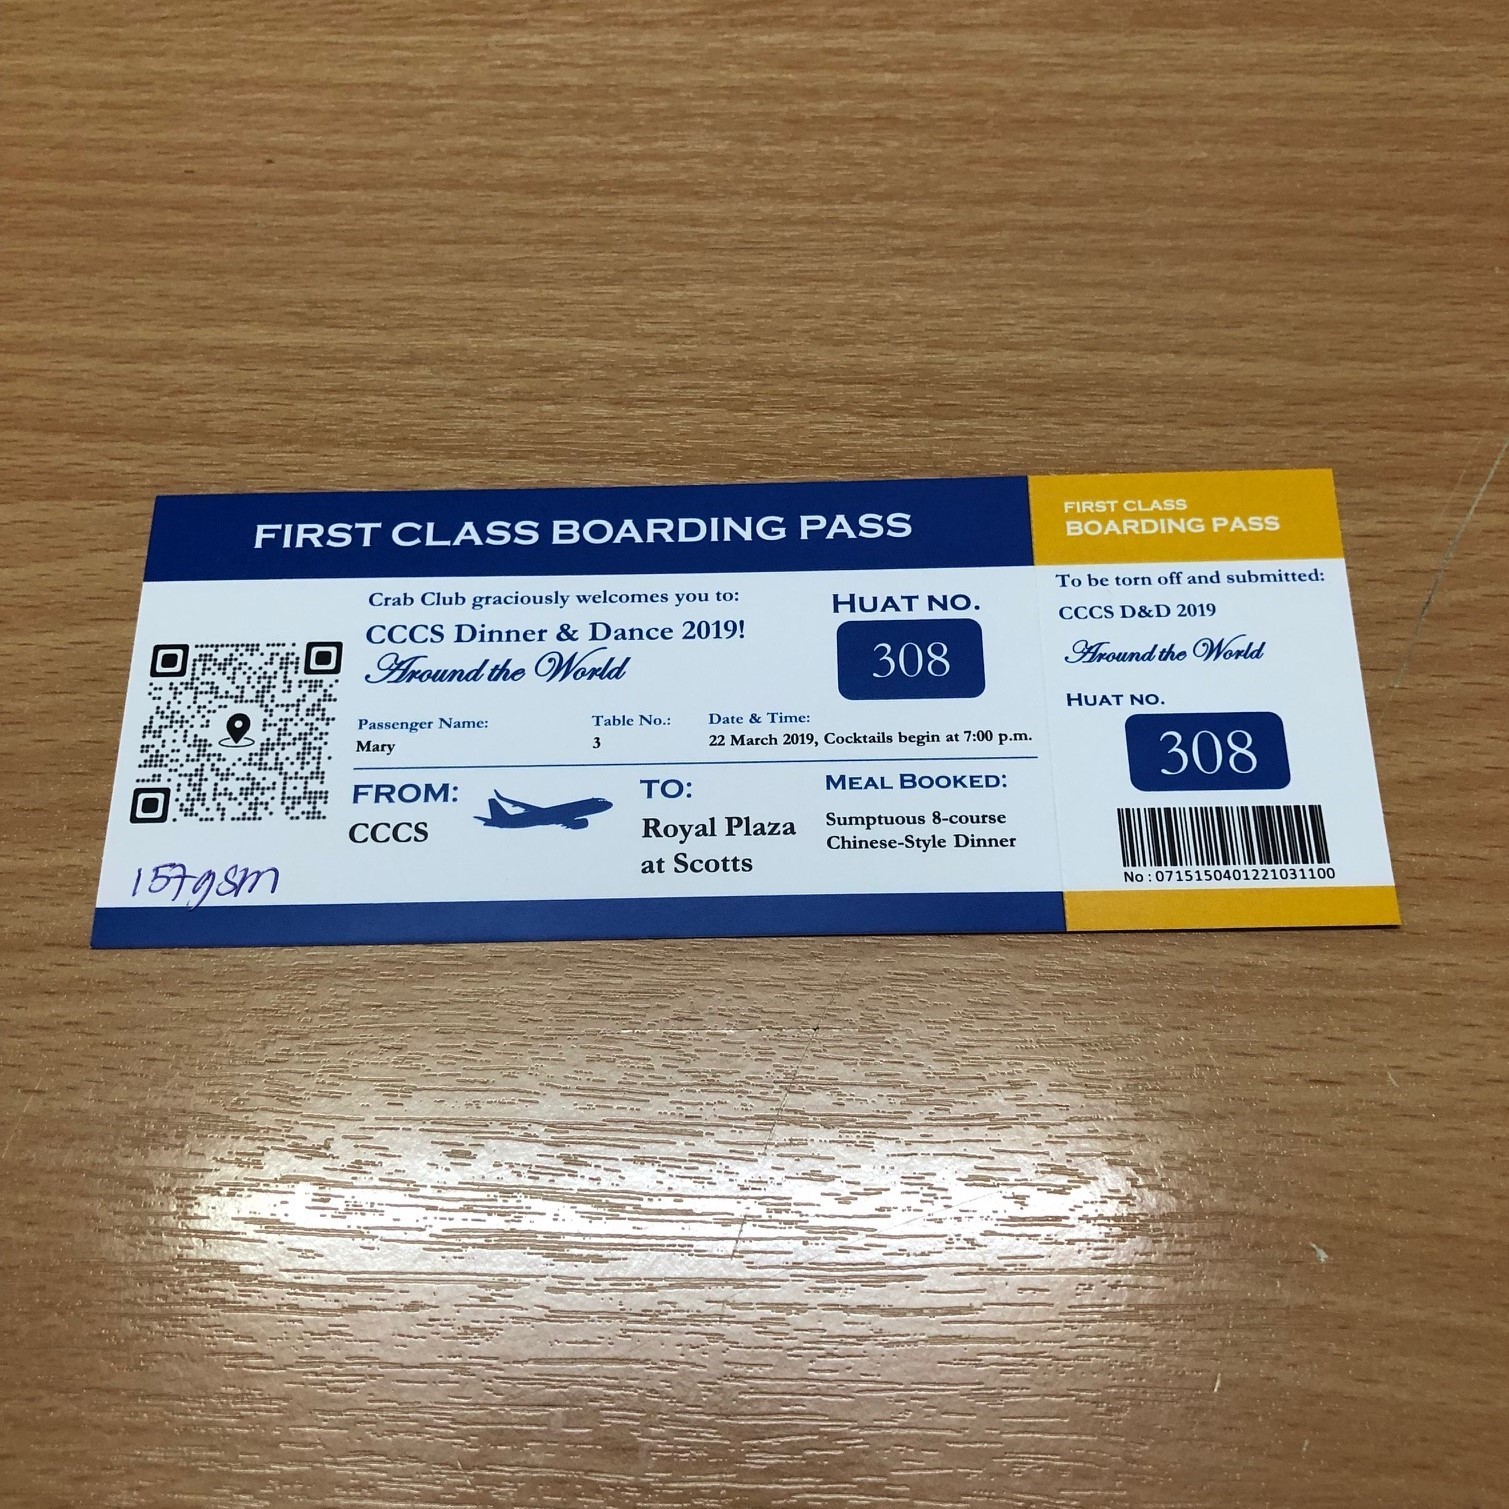 FIRST CLASS BOARDING PASS
Crab Club graciously welcomes you to:
CCCS Dinner & Dance 2019!
Around the World
HUAT NO.
308
Passenger Name:
Mary
Table No.:
3
Date & Time:
22 March 2019, Cocktails begin at 7:00 p.m.
FROM:
CCCS
TO:
Royal Plaza
at Scotts
MEAL BOOKED:
Sumptuous 8-course
Chinese-Style Dinner
157gsm
FIRST CLASS
BOARDING PASS
To be torn off and submitted:
CCCS D&D 2019
Around the World
HUAT NO.
308
No : 0715150401221031100